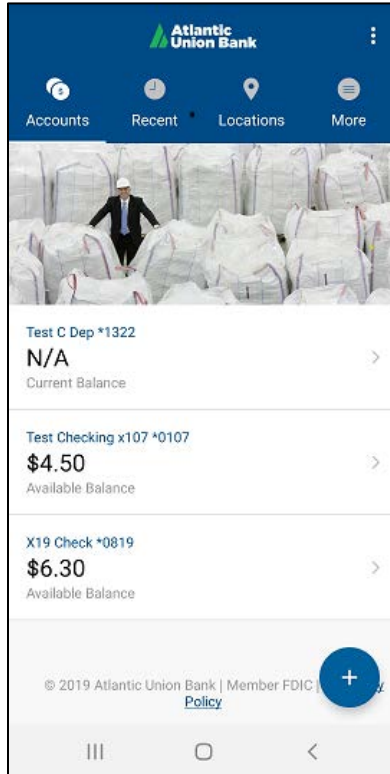 Atlantic
Union Bank
Accounts Recent Locations More
Test C Dep *1322
N/A
Current Balance
Test Checking x107 *0107
$4.50
Available Balance
X19 Check *0819
$6.30
Available Balance
© 2019 Atlantic Union Bank | Member FDIC |
Policy